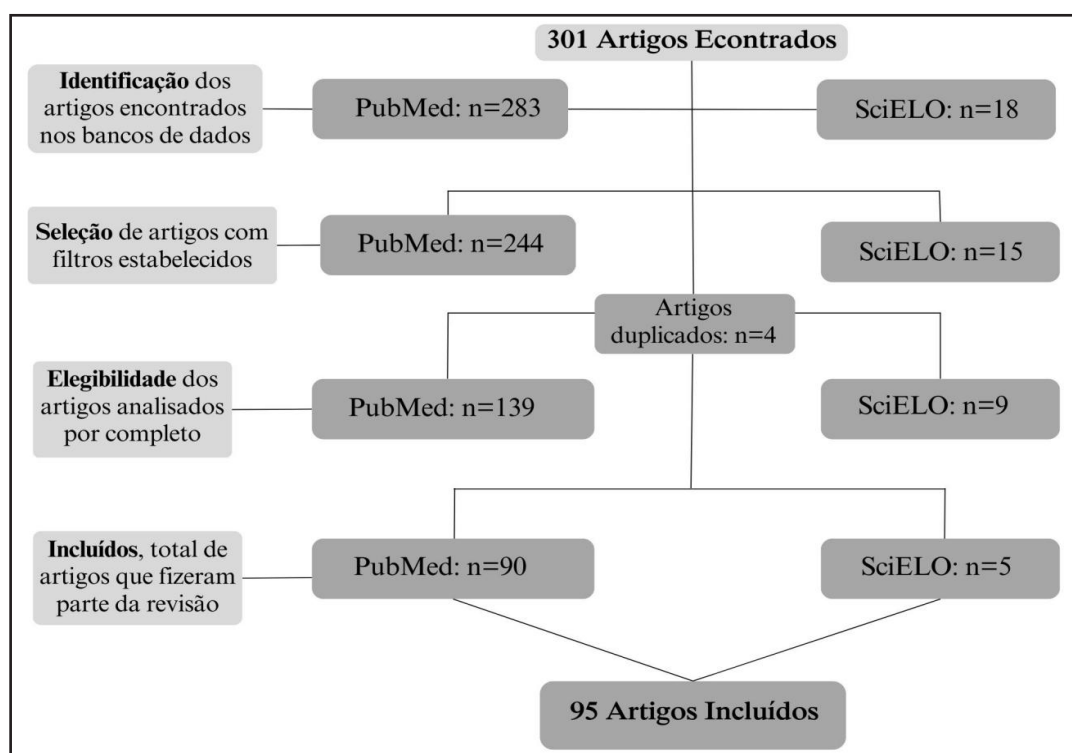 301 Artigos Econtrados
Identificação dos
artigos encontrados
nos bancos de dados
PubMed: n=283
SciELO: n=18
Seleção de artigos com
filtros estabelecidos
PubMed: n=244
SciELO: n=15
Artigos
duplicados: n=4
Elegibilidade dos
artigos analisados
por completo
PubMed: n=139
SciELO: n=9
Incluídos, total de
artigos que fizeram
parte da revisão
PubMed: n=90
SciELO: n=5
95 Artigos Incluídos